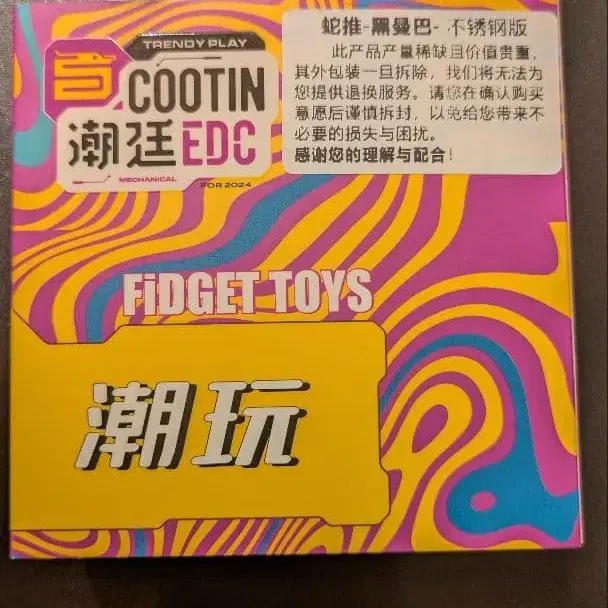 TRENDY PLAY
COOTIN
潮廷EDC
MECHANICAL
FOR 2024
蛇推-黑曼巴- 不锈钢版
此产品产量稀缺且价值贵重，
其外包装一旦拆除，我们将无法为
您提供退换服务。请您在确认购买
意愿后谨慎拆封，以免给您带来不
必要的损失与困扰。
感谢您的理解与配合！
FiDGET TOYS
潮玩